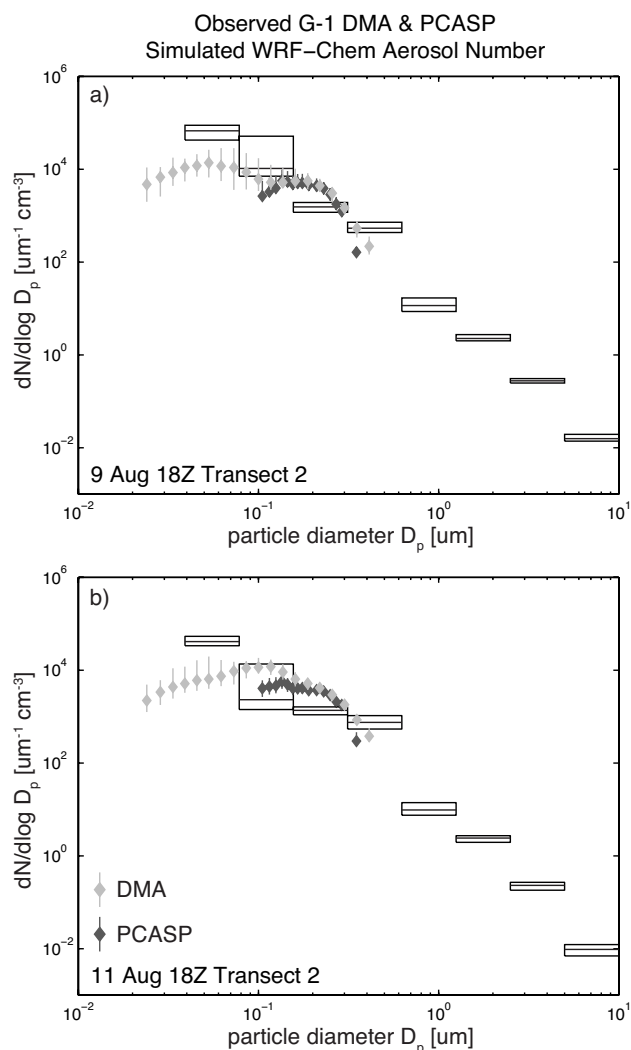 Observed G-1 DMA & PCASP
Simulated WRF−Chem Aerosol Number
a)
10^6
10^4
10^2
10^0
10^−2
dN/dlog D_p [um^−1 cm^−3]
9 Aug 18Z Transect 2
10^−2 10^−1 10^0 10^1
particle diameter D_p [um]
b)
10^6
10^4
10^2
10^0
10^−2
dN/dlog D_p [um^−1 cm^−3]
DMA
PCASP
11 Aug 18Z Transect 2
10^−2 10^−1 10^0 10^1
particle diameter D_p [um]